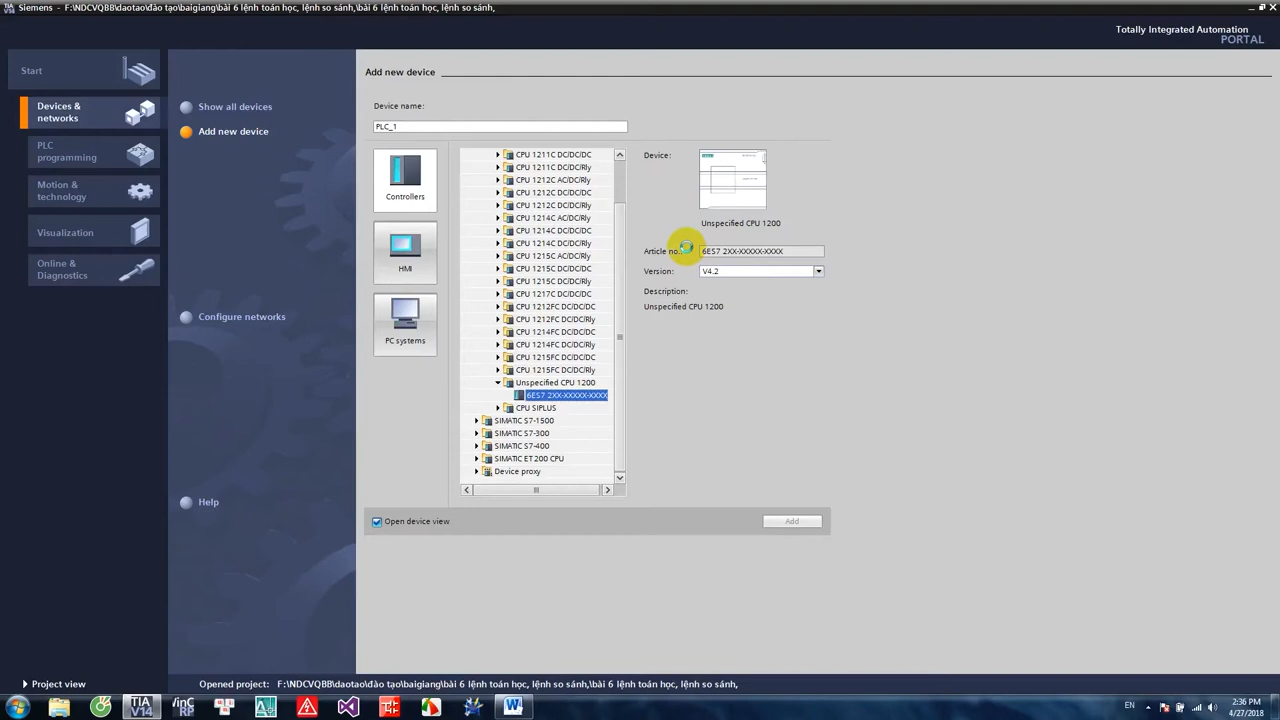 Siemens - F:\NDCVQBB\daotao\đào tạo\baigiang\bài 6 lệnh toán học, lệnh so sánh,\bài 6 lệnh toán học, lệnh so sánh,
Totally Integrated Automation
PORTAL
Start
Devices &
networks
PLC
programming
Motion &
technology
Visualization
Online &
Diagnostics
Show all devices
Add new device
Configure networks
Help
Add new device
Device name:
PLC_1
Controllers
HMI
PC systems
CPU 1211C DC/DC/DC
CPU 1211C DC/DC/Rly
CPU 1212C AC/DC/Rly
CPU 1212C DC/DC/DC
CPU 1212C DC/DC/Rly
CPU 1214C AC/DC/Rly
CPU 1214C DC/DC/DC
CPU 1214C DC/DC/Rly
CPU 1215C AC/DC/Rly
CPU 1215C DC/DC/DC
CPU 1215C DC/DC/Rly
CPU 1217C DC/DC/DC
CPU 1212FC DC/DC/DC
CPU 1212FC DC/DC/Rly
CPU 1214FC DC/DC/DC
CPU 1214FC DC/DC/Rly
CPU 1215FC DC/DC/DC
CPU 1215FC DC/DC/Rly
Unspecified CPU 1200
6ES7 2XX-XXXXX-XXXX
CPU SIPLUS
SIMATIC S7-1500
SIMATIC S7-300
SIMATIC S7-400
SIMATIC ET 200 CPU
Device proxy
Device:
Unspecified CPU 1200
Article no.: 6ES7 2XX-XXXXX-XXXX
Version: V4.2
Description:
Unspecified CPU 1200
Open device view
Add
Project view
Opened project: F:\NDCVQBB\daotao\đào tạo\baigiang\bài 6 lệnh toán học, lệnh so sánh,\bài 6 lệnh toán học, lệnh so sánh,
TIA
V14
EN
2:36 PM
4/27/2018